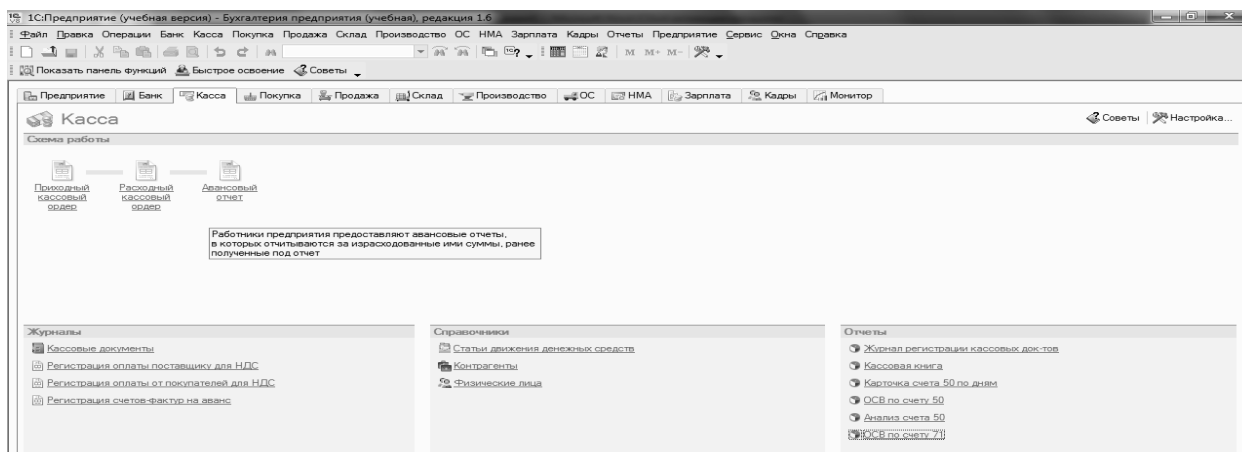 1С:Предприятие (учебная версия) - Бухгалтерия предприятия (учебная), редакция 1.6
Файл Правка Операции Банк Касса Покупка Продажа Склад Производство ОС НМА Зарплата Кадры Отчеты Предприятие Сервис Окна Справка
M M+ M-
Показать панель функций Быстрое освоение Советы
Предприятие Банк Касса Покупка Продажа Склад Производство ОС НМА Зарплата Кадры Монитор
Касса Советы Настройка...
Схема работы
Приходный Расходный Авансовый
кассовый кассовый отчет
ордер ордер
Работники предприятия предоставляют авансовые отчеты,
в которых отчитываются за израсходованные ими суммы, ранее
полученные под отчет
Журналы
Кассовые документы
Регистрация оплаты поставщику для НДС
Регистрация оплаты от покупателей для НДС
Регистрация счетов-фактур на аванс
Справочники
Статьи движения денежных средств
Контрагенты
Физические лица
Отчеты
Журнал регистрации кассовых док-тов
Кассовая книга
Карточка счета 50 по дням
ОСВ по счету 50
Анализ счета 50
ОСВ по счету 71